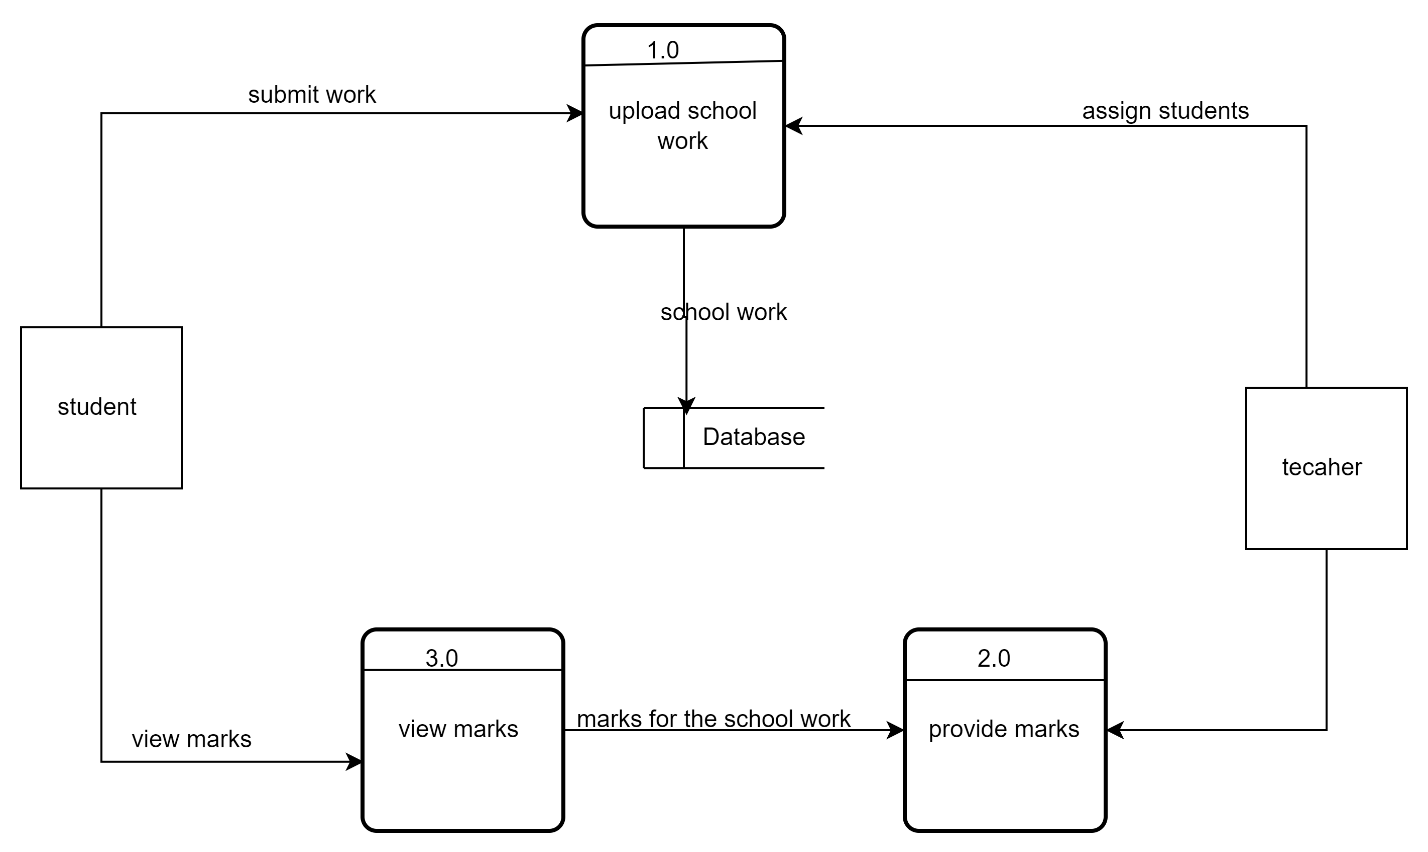 1.0
submit work
upload school
work
assign students
school work
student
Database
tecaher
3.0
2.0
view marks
marks for the school work
provide marks
view marks